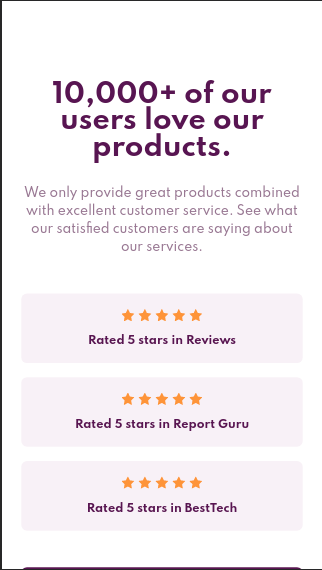 10,000+ of our
users love our
products.
We only provide great products combined
with excellent customer service. See what
our satisfied customers are saying about
our services.
Rated 5 stars in Reviews
Rated 5 stars in Report Guru
Rated 5 stars in BestTech